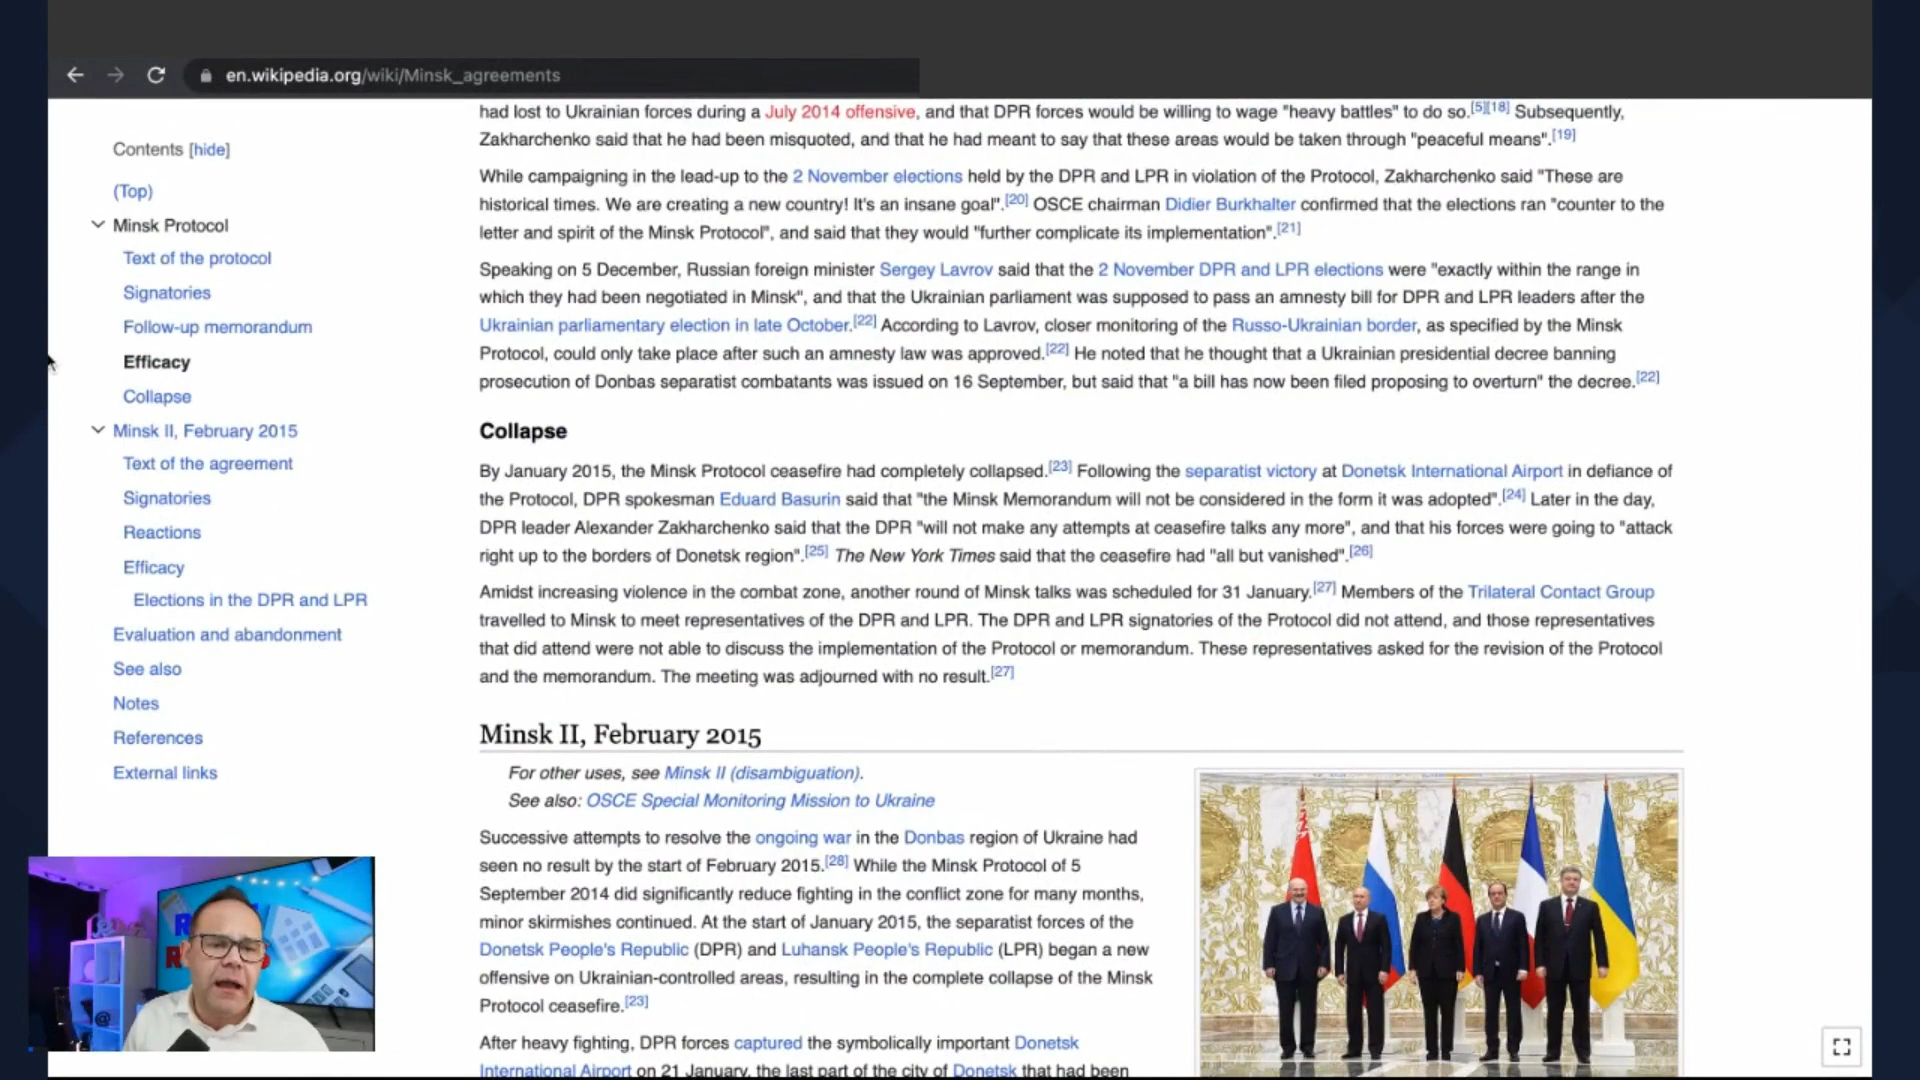 en.wikipedia.org/wiki/Minsk_agreements
Contents [hide]
(Top)
Minsk Protocol
Text of the protocol
Signatories
Follow-up memorandum
Efficacy
Collapse
Minsk II, February 2015
Text of the agreement
Signatories
Reactions
Efficacy
Elections in the DPR and LPR
Evaluation and abandonment
See also
Notes
References
External links
had lost to Ukrainian forces during a July 2014 offensive, and that DPR forces would be willing to wage "heavy battles" to do so.[5][18] Subsequently,
Zakharchenko said that he had been misquoted, and that he had meant to say that these areas would be taken through "peaceful means".[19]
While campaigning in the lead-up to the 2 November elections held by the DPR and LPR in violation of the Protocol, Zakharchenko said "These are
historical times. We are creating a new country! It's an insane goal".[20] OSCE chairman Didier Burkhalter confirmed that the elections ran "counter to the
letter and spirit of the Minsk Protocol", and said that they would "further complicate its implementation".[21]
Speaking on 5 December, Russian foreign minister Sergey Lavrov said that the 2 November DPR and LPR elections were "exactly within the range in
which they had been negotiated in Minsk", and that the Ukrainian parliament was supposed to pass an amnesty bill for DPR and LPR leaders after the
Ukrainian parliamentary election in late October.[22] According to Lavrov, closer monitoring of the Russo-Ukrainian border, as specified by the Minsk
Protocol, could only take place after such an amnesty law was approved.[22] He noted that he thought that a Ukrainian presidential decree banning
prosecution of Donbas separatist combatants was issued on 16 September, but said that "a bill has now been filed proposing to overturn" the decree.[22]
Collapse
By January 2015, the Minsk Protocol ceasefire had completely collapsed.[23] Following the separatist victory at Donetsk International Airport in defiance of
the Protocol, DPR spokesman Eduard Basurin said that "the Minsk Memorandum will not be considered in the form it was adopted".[24] Later in the day,
DPR leader Alexander Zakharchenko said that the DPR "will not make any attempts at ceasefire talks any more", and that his forces were going to "attack
right up to the borders of Donetsk region".[25] The New York Times said that the ceasefire had "all but vanished".[26]
Amidst increasing violence in the combat zone, another round of Minsk talks was scheduled for 31 January.[27] Members of the Trilateral Contact Group
travelled to Minsk to meet representatives of the DPR and LPR. The DPR and LPR signatories of the Protocol did not attend, and those representatives
that did attend were not able to discuss the implementation of the Protocol or memorandum. These representatives asked for the revision of the Protocol
and the memorandum. The meeting was adjourned with no result.[27]
Minsk II, February 2015
For other uses, see Minsk II (disambiguation).
See also: OSCE Special Monitoring Mission to Ukraine
Successive attempts to resolve the ongoing war in the Donbas region of Ukraine had
seen no result by the start of February 2015.[28] While the Minsk Protocol of 5
September 2014 did significantly reduce fighting in the conflict zone for many months,
minor skirmishes continued. At the start of January 2015, the separatist forces of the
Donetsk People's Republic (DPR) and Luhansk People's Republic (LPR) began a new
offensive on Ukrainian-controlled areas, resulting in the complete collapse of the Minsk
Protocol ceasefire.[23]
After heavy fighting, DPR forces captured the symbolically important Donetsk
International Airport on 21 January, the last part of the city of Donetsk that had been